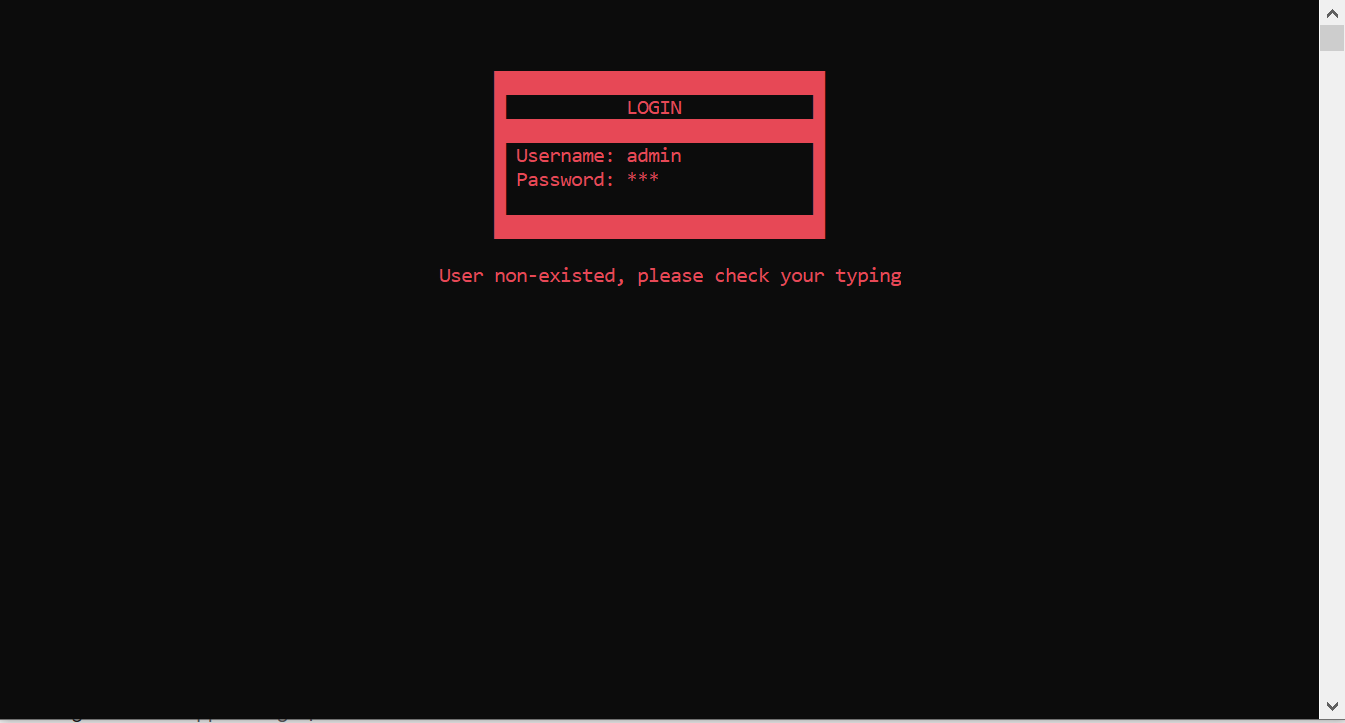 LOGIN
Username: admin
Password: ***
User non-existed, please check your typing